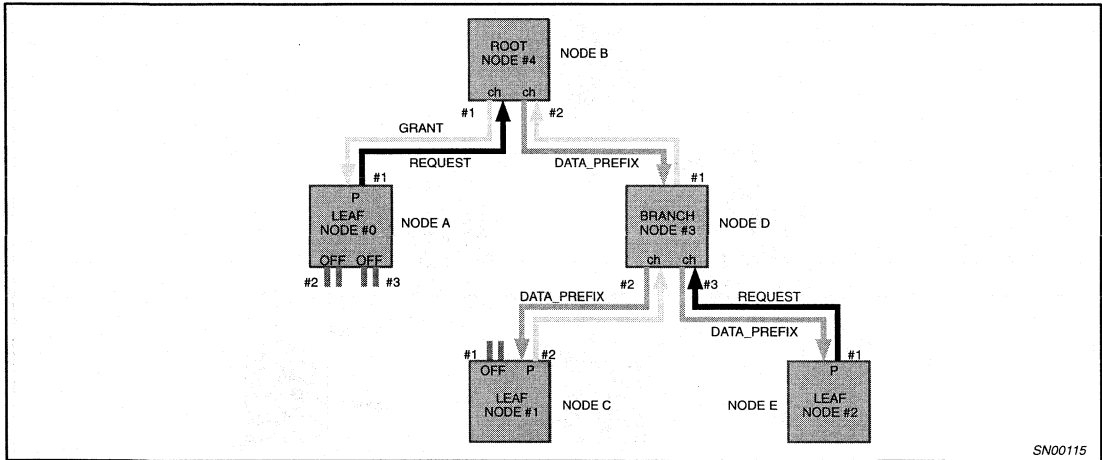 ROOT
NODE #4
NODE B
ch ch
#1 #2
GRANT
REQUEST
DATA_PREFIX
#1 #1
P
LEAF
NODE #0
NODE A
BRANCH
NODE #3
NODE D
OFF OFF
#2 #3
ch ch
#2 #3
DATA_PREFIX
REQUEST
DATA_PREFIX
#1 #2 #1
OFF P
LEAF
NODE #1
NODE C
NODE E
P
LEAF
NODE #2
SN00115